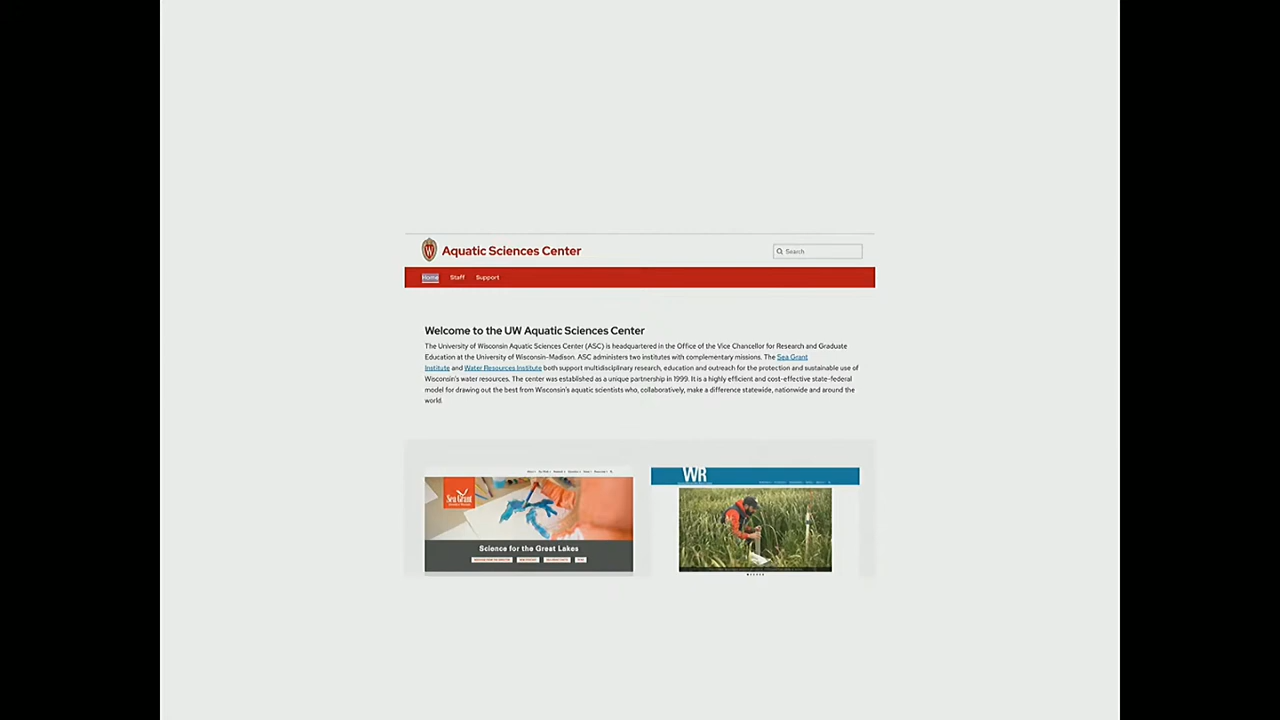 Aquatic Sciences Center
Search
Home Staff Support
Welcome to the UW Aquatic Sciences Center
The University of Wisconsin Aquatic Sciences Center (ASC) is headquartered in the Office of the Vice Chancellor for Research and Graduate
Education at the University of Wisconsin-Madison. ASC administers two institutes with complementary missions. The Sea Grant
Institute and Water Resources Institute both support multidisciplinary research, education and outreach for the protection and sustainable use of
Wisconsin's water resources. The center was established as a unique partnership in 1999. It is a highly efficient and cost-effective state-federal
model for drawing out the best from Wisconsin's aquatic scientists who, collaboratively, make a difference statewide, nationwide and around the
world.
Sea Grant
Science for the Great Lakes
WR